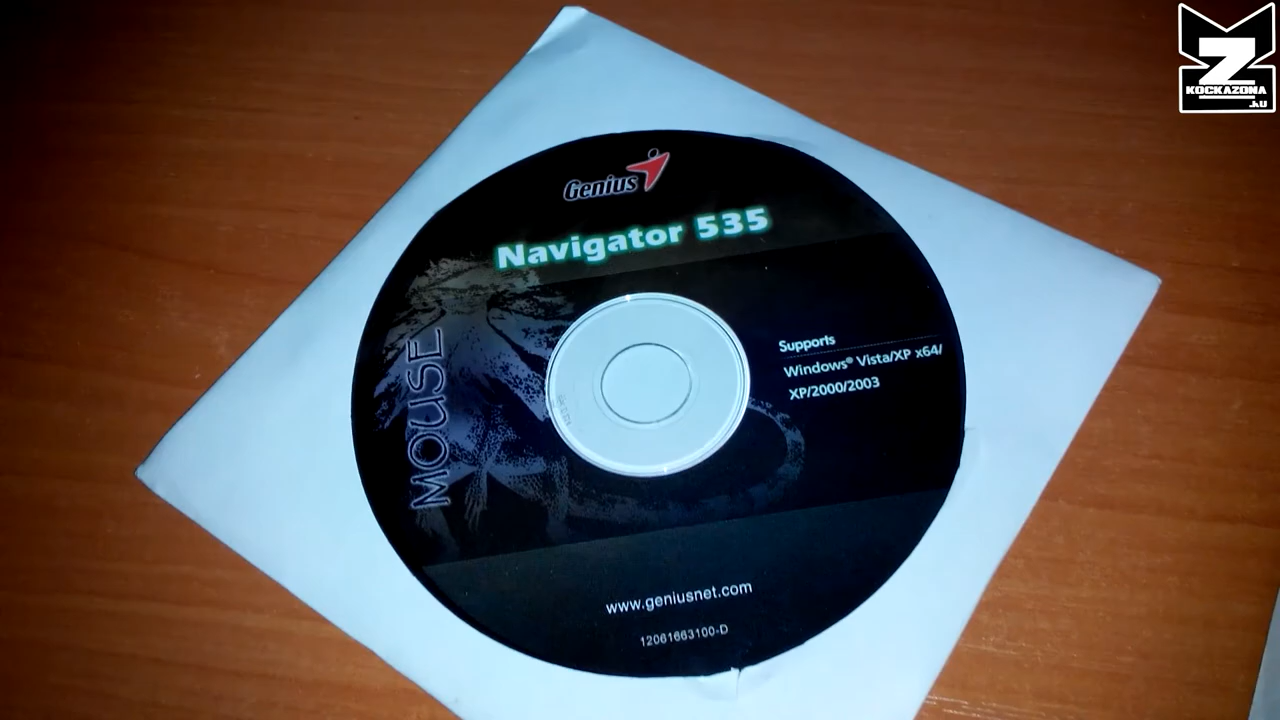 Genius
Navigator 535
MOUSE
Supports
Windows® Vista/XP x64/
XP/2000/2003
www.geniusnet.com
12061663100-D
Z
KOCKAZONA
.HU